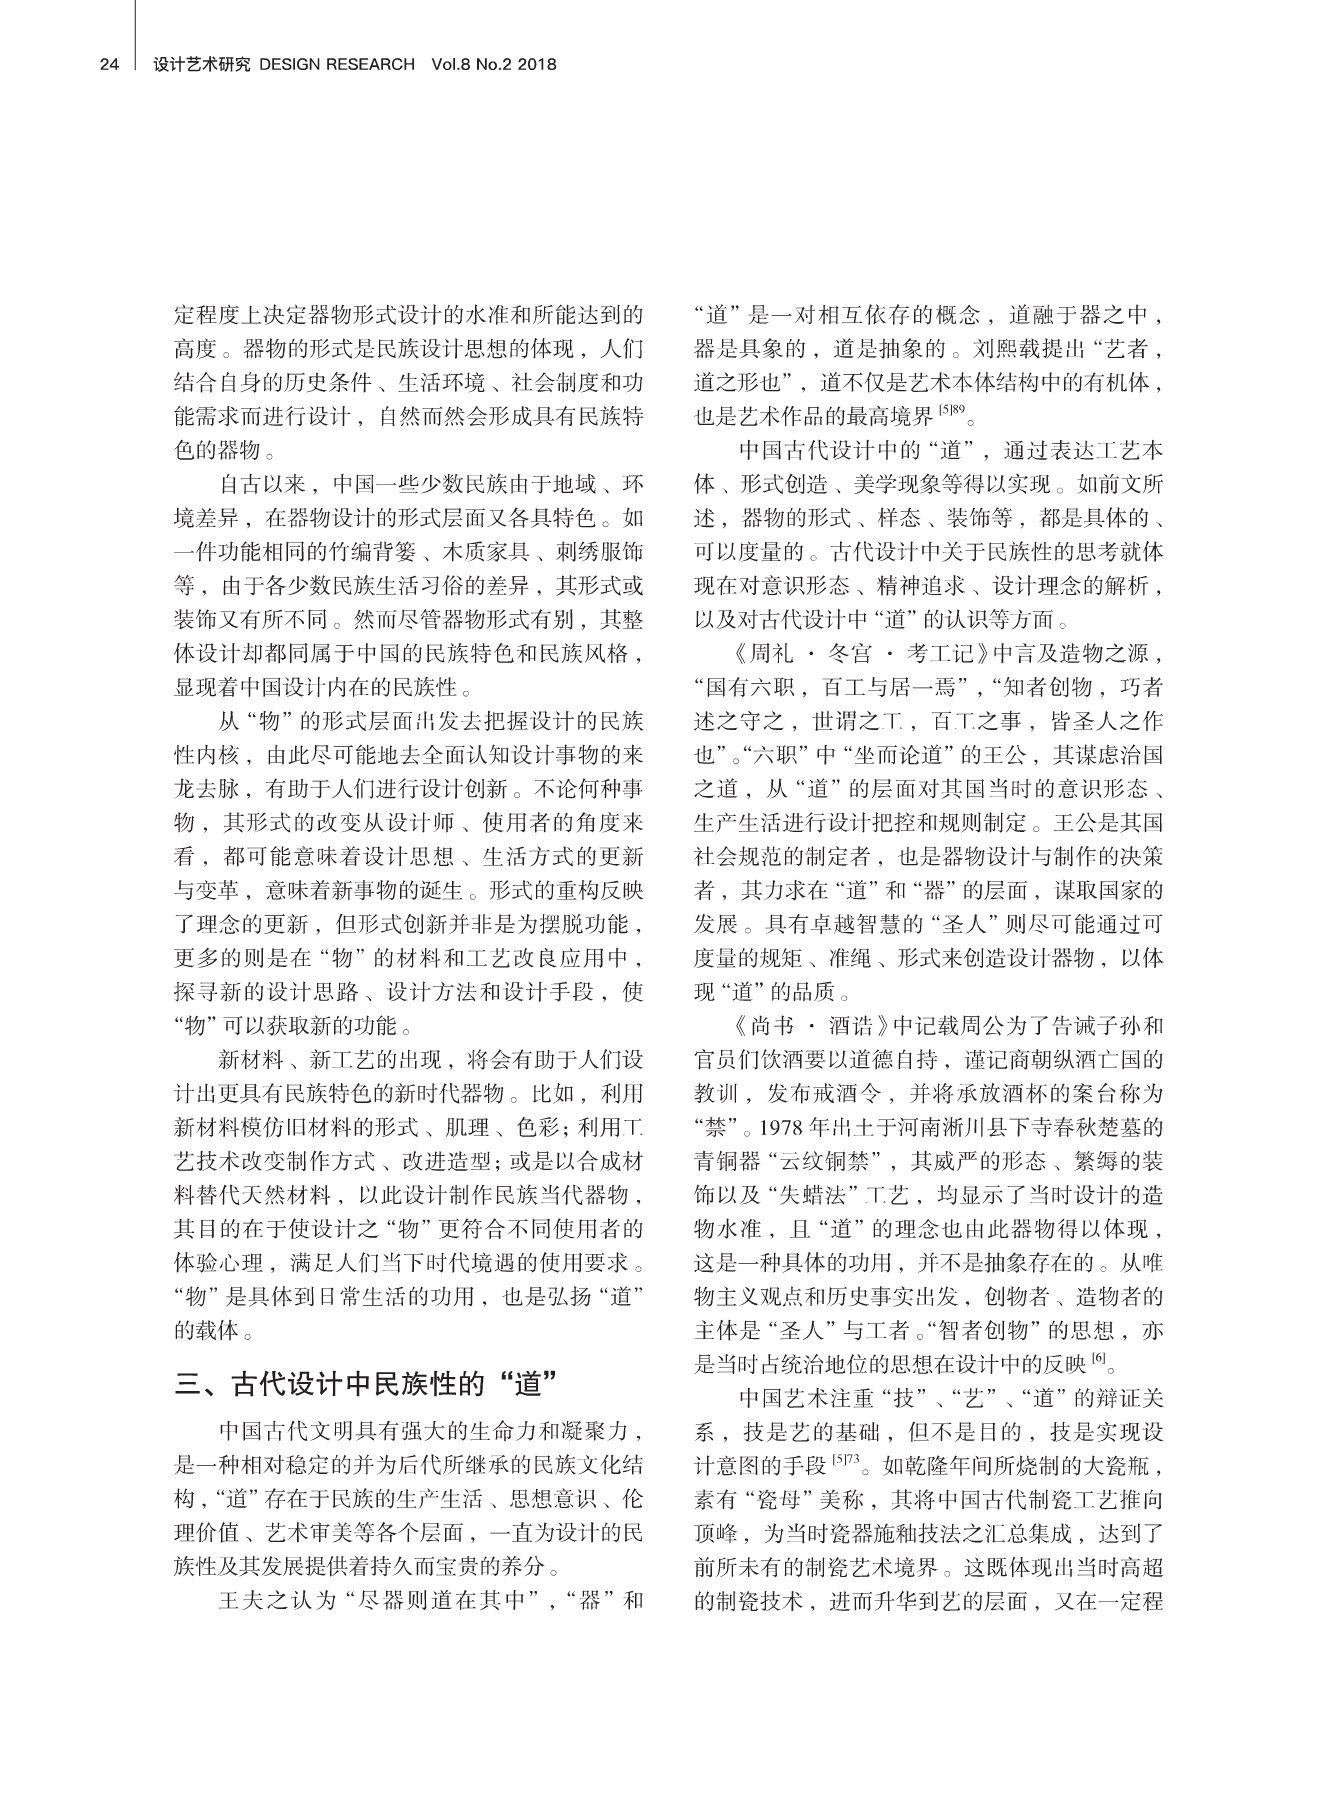 24 设计艺术研究 DESIGN RESEARCH Vol.8 No.2 2018
定程度上决定器物形式设计的水准和所能达到的
高度。器物的形式是民族设计思想的体现，人们
结合自身的历史条件、生活环境、社会制度和功
能需求而进行设计，自然而然会形成具有民族特
色的器物。
自古以来，中国一些少数民族由于地域、环
境差异，在器物设计的形式层面又各具特色。如
一件功能相同的竹编背篓、木质家具、刺绣服饰
等，由于各少数民族生活习俗的差异，其形式或
装饰又有所不同。然而尽管器物形式有别，其整
体设计却都同属于中国的民族特色和民族风格，
显现着中国设计内在的民族性。
从“物”的形式层面出发去把握设计的民族
性内核，由此尽可能地去全面认知设计事物的来
龙去脉，有助于人们进行设计创新。不论何种事
物，其形式的改变从设计师、使用者的角度来
看，都可能意味着设计思想、生活方式的更新
与变革，意味着新事物的诞生。形式的重构反映
了理念的更新，但形式创新并非是为摆脱功能，
更多的则是在“物”的材料和工艺改良应用中，
探寻新的设计思路、设计方法和设计手段，使
“物”可以获取新的功能。
新材料、新工艺的出现，将会有助于人们设
计出更具有民族特色的新时代器物。比如，利用
新材料模仿旧材料的形式、肌理、色彩；利用工
艺技术改变制作方式、改进造型；或是以合成材
料替代天然材料，以此设计制作民族当代器物，
其目的在于使设计之“物”更符合不同使用者的
体验心理，满足人们当下时代境遇的使用要求。
“物”是具体到日常生活的功用，也是弘扬“道”
的载体。
三、古代设计中民族性的“道”
中国古代文明具有强大的生命力和凝聚力，
是一种相对稳定的并为后代所继承的民族文化结
构，“道”存在于民族的生产生活、思想意识、伦
理价值、艺术审美等各个层面，一直为设计的民
族性及其发展提供着持久而宝贵的养分。
王夫之认为“尽器则道在其中”，“器”和
“道”是一对相互依存的概念，道融于器之中，
器是具象的，道是抽象的。刘熙载提出“艺者，
道之形也”，道不仅是艺术本体结构中的有机体，
也是艺术作品的最高境界[5]89。
中国古代设计中的“道”，通过表达工艺本
体、形式创造、美学现象等得以实现。如前文所
述，器物的形式、样态、装饰等，都是具体的、
可以度量的。古代设计中关于民族性的思考就体
现在对意识形态、精神追求、设计理念的解析，
以及对古代设计中“道”的认识等方面。
《周礼·冬宫·考工记》中言及造物之源，
“国有六职，百工与居一焉”，“知者创物，巧者
述之守之，世谓之工，百工之事，皆圣人之作
也”。“六职”中“坐而论道”的王公，其谋虑治国
之道，从“道”的层面对其国当时的意识形态、
生产生活进行设计把控和规则制定。王公是其国
社会规范的制定者，也是器物设计与制作的决策
者，其力求在“道”和“器”的层面，谋取国家的
发展。具有卓越智慧的“圣人”则尽可能通过可
度量的规矩、准绳、形式来创造设计器物，以体
现“道”的品质。
《尚书·酒诰》中记载周公为了告诫子孙和
官员们饮酒要以道德自持，谨记商朝纵酒亡国的
教训，发布戒酒令，并将承放酒杯的案台称为
“禁”。1978 年出土于河南淅川县下寺春秋楚墓的
青铜器“云纹铜禁”，其威严的形态、繁缛的装
饰以及“失蜡法”工艺，均显示了当时设计的造
物水准，且“道”的理念也由此器物得以体现，
这是一种具体的功用，并不是抽象存在的。从唯
物主义观点和历史事实出发，创物者、造物者的
主体是“圣人”与工者。“智者创物”的思想，亦
是当时占统治地位的思想在设计中的反映[6]。
中国艺术注重“技”、“艺”、“道”的辩证关
系，技是艺的基础，但不是目的，技是实现设
计意图的手段[5]73。如乾隆年间所烧制的大瓷瓶，
素有“瓷母”美称，其将中国古代制瓷工艺推向
顶峰，为当时瓷器施釉技法之汇总集成，达到了
前所未有的制瓷艺术境界。这既体现出当时高超
的制瓷技术，进而升华到艺的层面，又在一定程